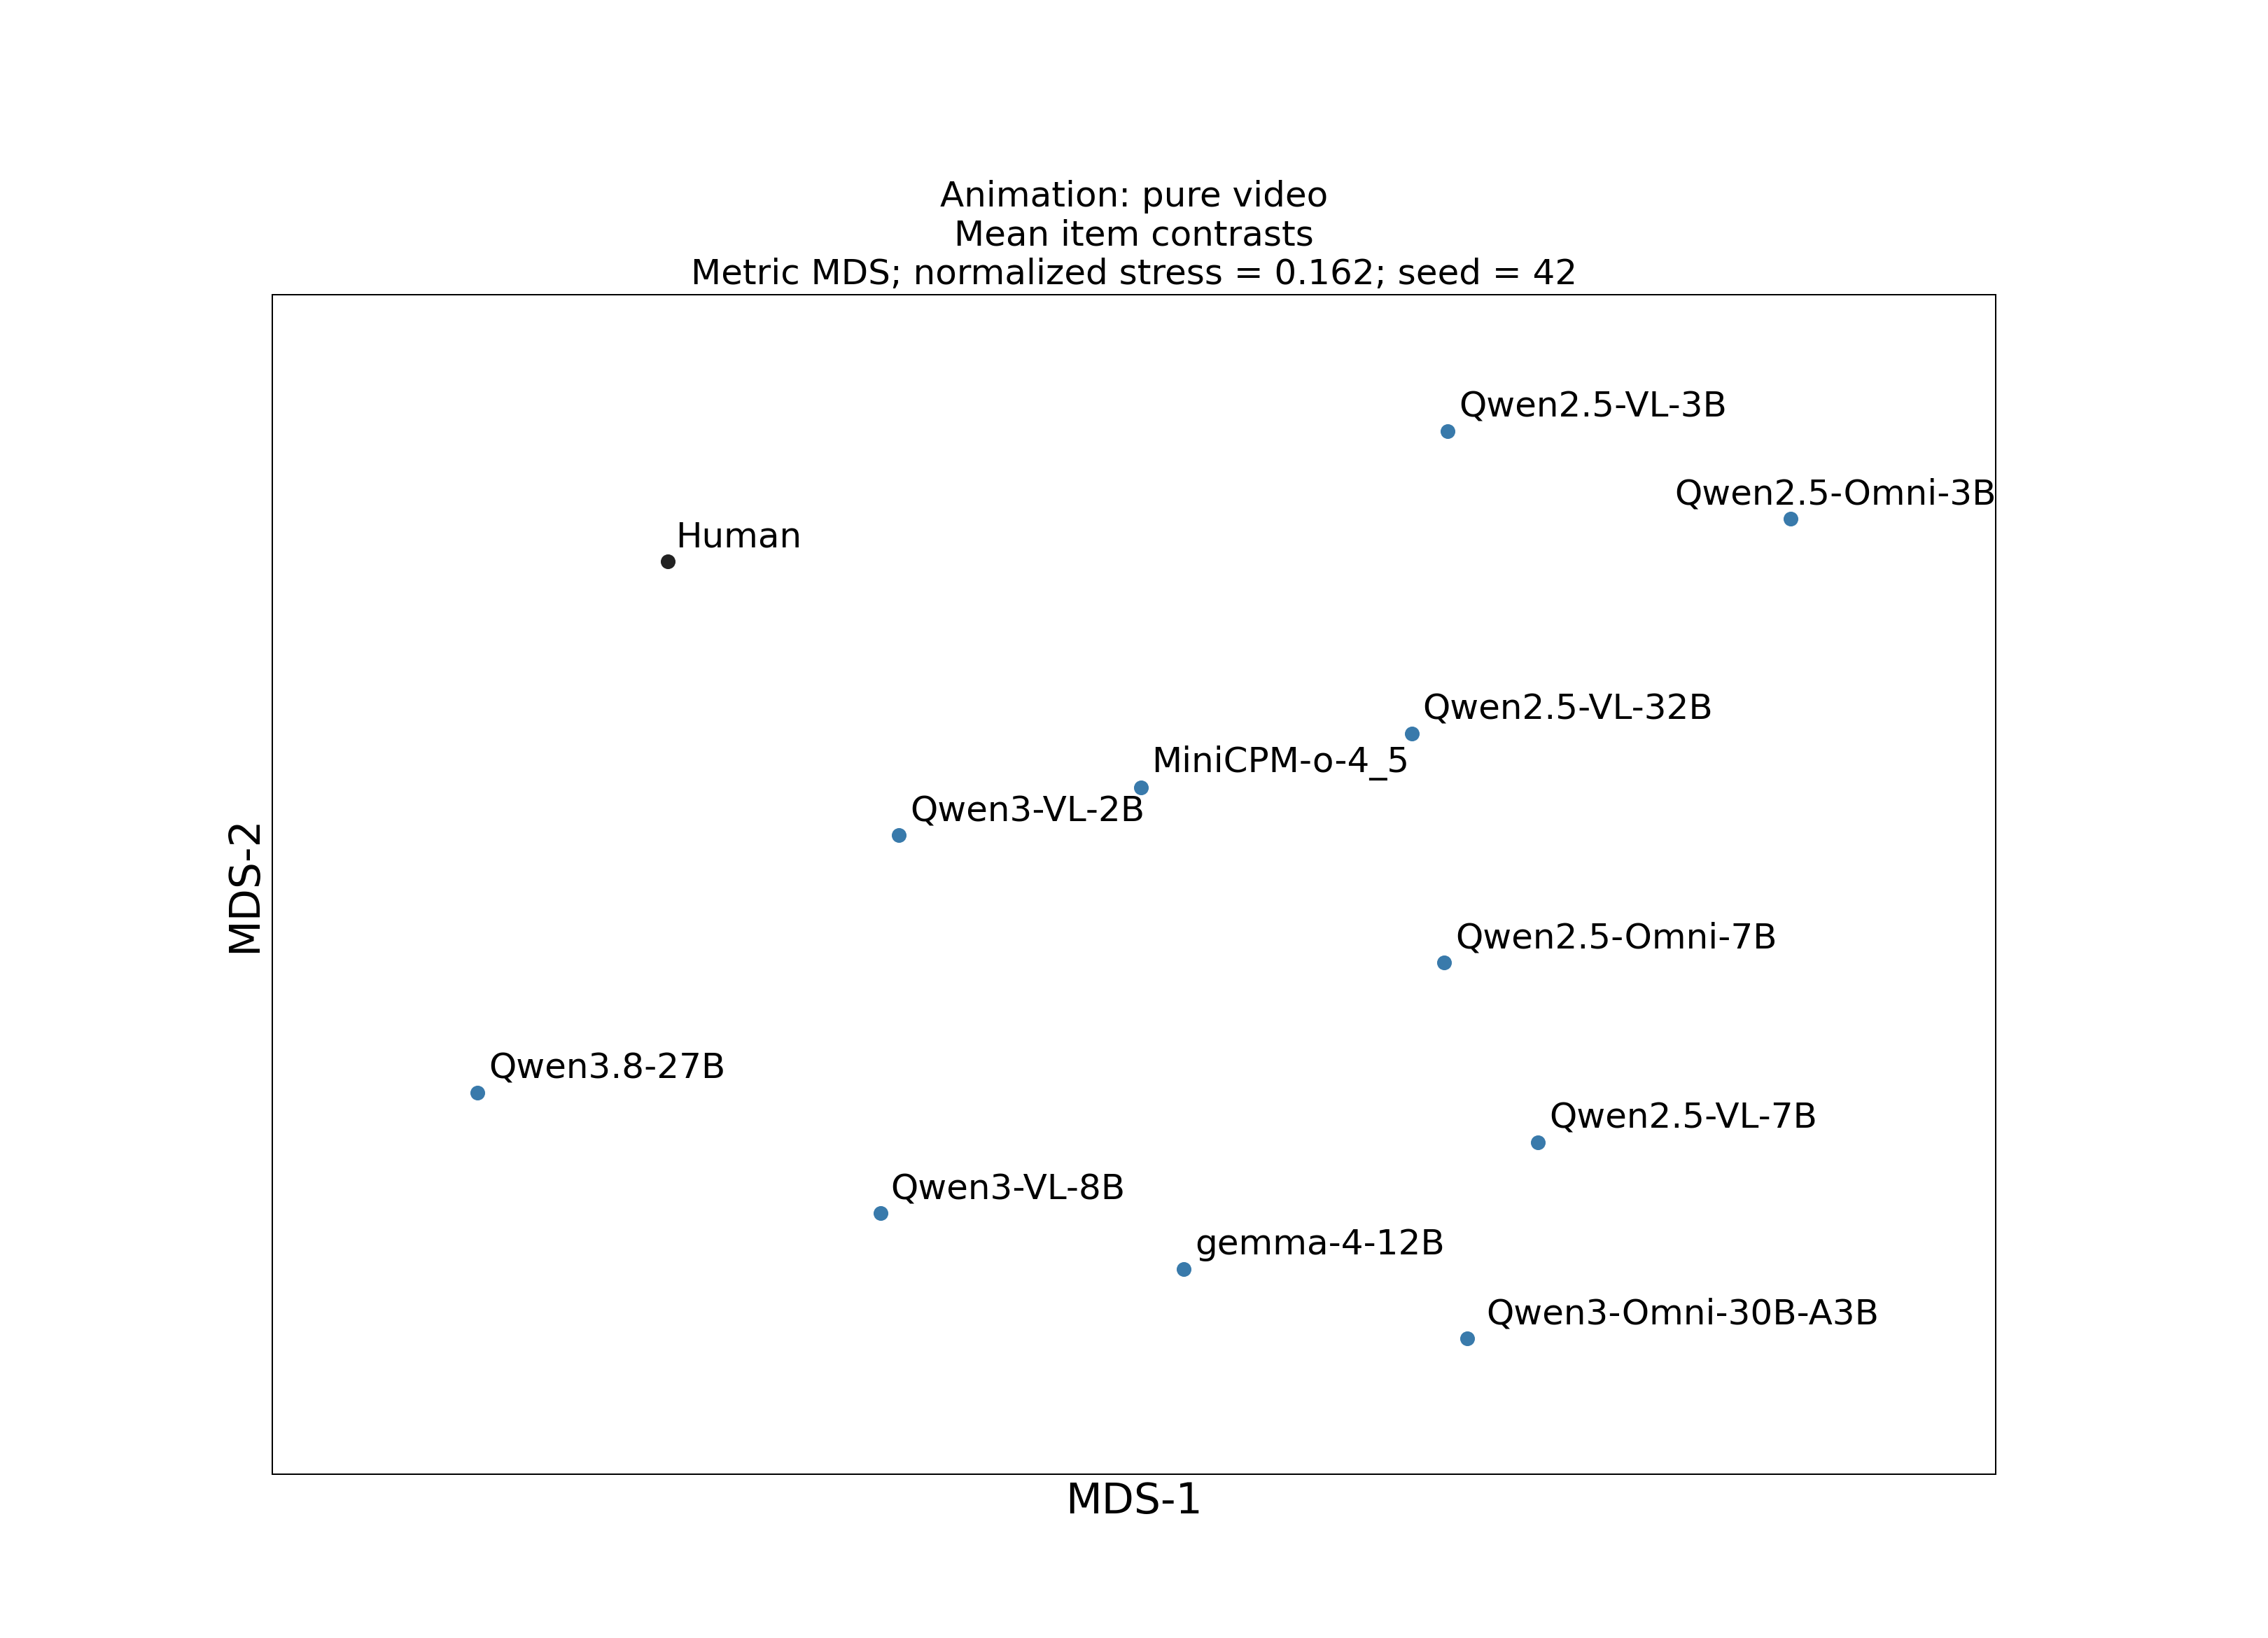 Animation: pure video
Mean item contrasts
Metric MDS; normalized stress = 0.162; seed = 42
Qwen2.5-VL-3B
Qwen2.5-Omni-3B
Human
Qwen2.5-VL-32B
MiniCPM-o-4_5
Qwen3-VL-2B
MDS-2
Qwen2.5-Omni-7B
Qwen3.8-27B
Qwen2.5-VL-7B
Qwen3-VL-8B
gemma-4-12B
Qwen3-Omni-30B-A3B
MDS-1